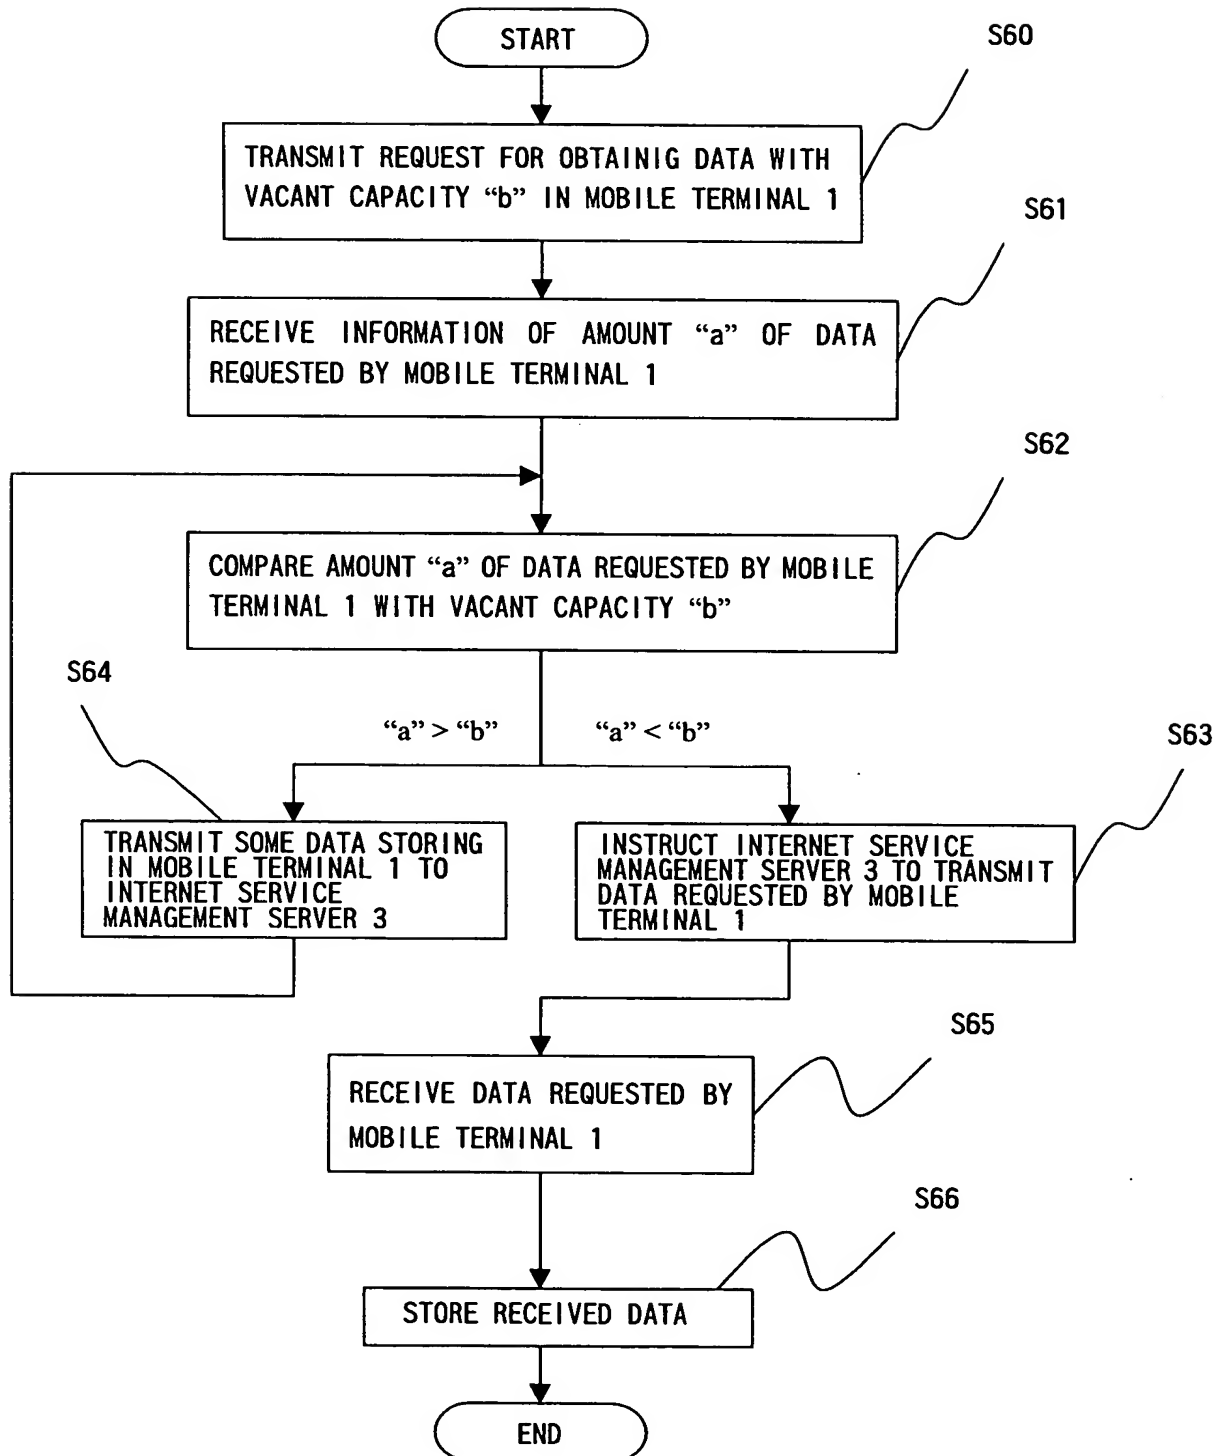 START
S60
TRANSMIT REQUEST FOR OBTAINIG DATA WITH
VACANT CAPACITY “b” IN MOBILE TERMINAL 1
S61
RECEIVE INFORMATION OF AMOUNT “a” OF DATA
REQUESTED BY MOBILE TERMINAL 1
S62
COMPARE AMOUNT “a” OF DATA REQUESTED BY MOBILE
TERMINAL 1 WITH VACANT CAPACITY “b”
S64
“a” > “b”
“a” < “b”
S63
TRANSMIT SOME DATA STORING
IN MOBILE TERMINAL 1 TO
INTERNET SERVICE
MANAGEMENT SERVER 3
INSTRUCT INTERNET SERVICE
MANAGEMENT SERVER 3 TO TRANSMIT
DATA REQUESTED BY MOBILE
TERMINAL 1
S65
RECEIVE DATA REQUESTED BY
MOBILE TERMINAL 1
S66
STORE RECEIVED DATA
END